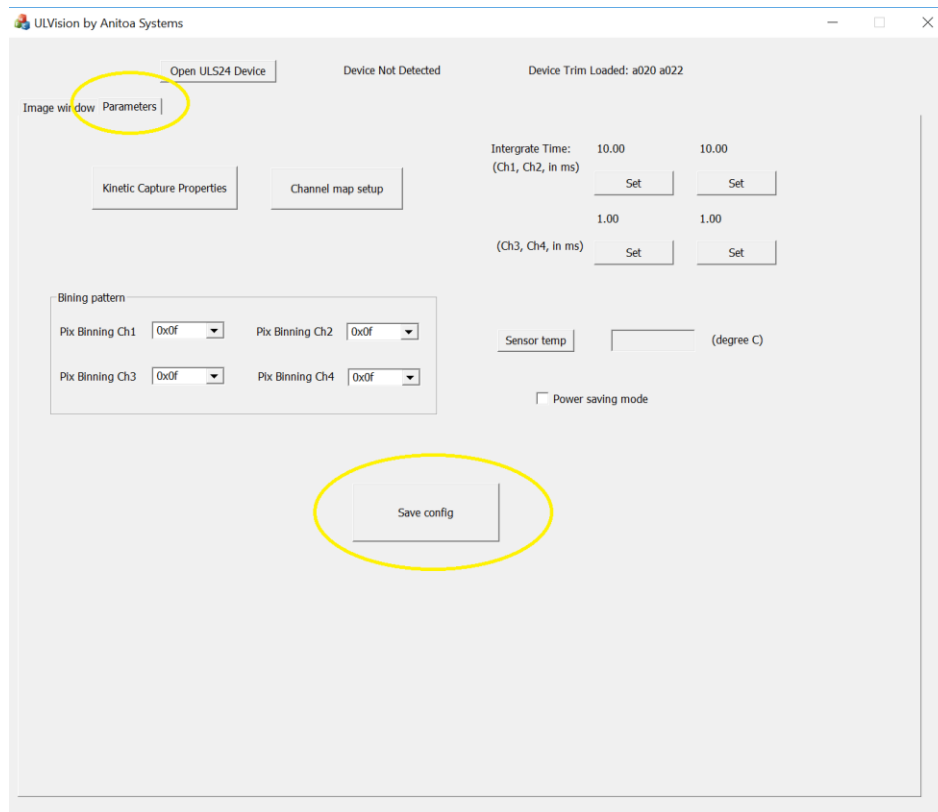 ULVision by Anitoa Systems
Open ULS24 Device Device Not Detected Device Trim Loaded: a020 a022
Image window Parameters
Intergrate Time: 10.00 10.00
(Ch1, Ch2, in ms)
Kinetic Capture Properties Channel map setup Set Set
1.00 1.00
(Ch3, Ch4, in ms) Set Set
Bining pattern
Pix Binning Ch1 0x0f Pix Binning Ch2 0x0f
Sensor temp (degree C)
Pix Binning Ch3 0x0f Pix Binning Ch4 0x0f
Power saving mode
Save config